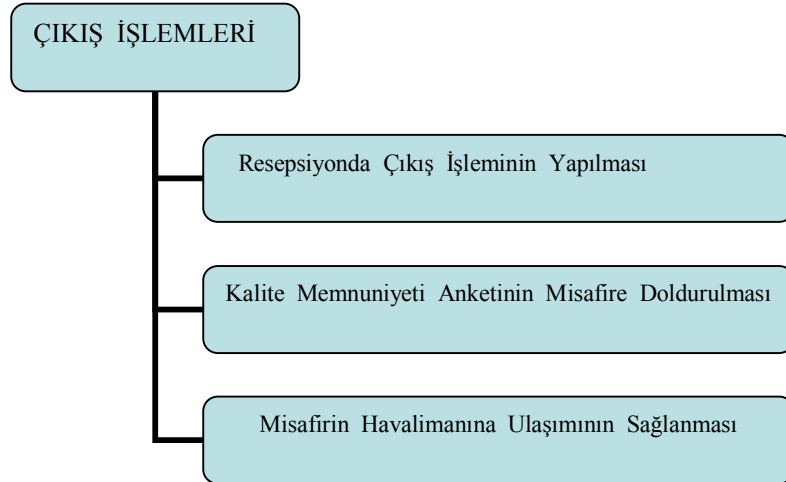 ÇIKIŞ İŞLEMLERİ
Resepsiyonda Çıkış İşleminin Yapılması
Kalite Memnuniyeti Anketinin Misafire Doldurulması
Misafirin Havalimanına Ulaşımının Sağlanması